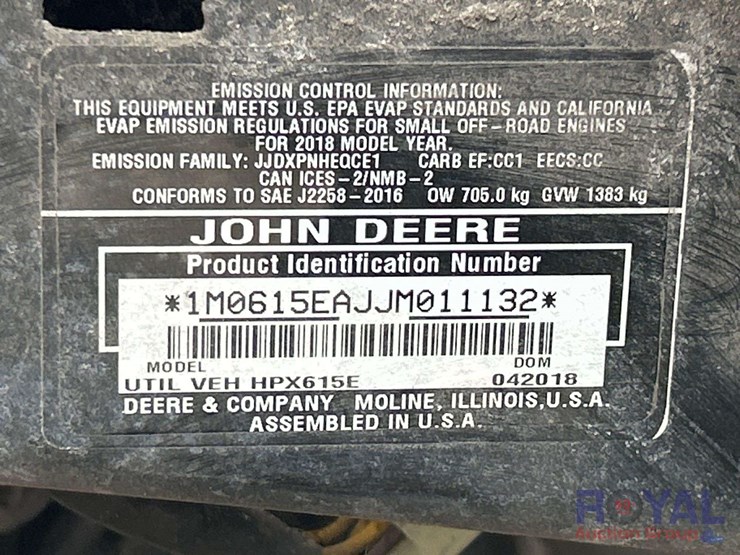 EMISSION CONTROL INFORMATION:
THIS EQUIPMENT MEETS U.S. EPA EVAP STANDARDS AND CALIFORNIA
EVAP EMISSION REGULATIONS FOR SMALL OFF-ROAD ENGINES
FOR 2018 MODEL YEAR.
EMISSION FAMILY: JJDXPNHEQCE1 CARB EF:CC1 EECS:CC
CAN ICES-2/NMB-2
CONFORMS TO SAE J2258-2016 OW 705.0 kg GVW 1383 kg
JOHN DEERE
Product Identification Number
*1M0615EAJJM011132*
MODEL DOM
UTIL VEH HPX615E 042018
DEERE & COMPANY MOLINE, ILLINOIS, U.S.A.
ASSEMBLED IN U.S.A.
ROYAL
Auction Group